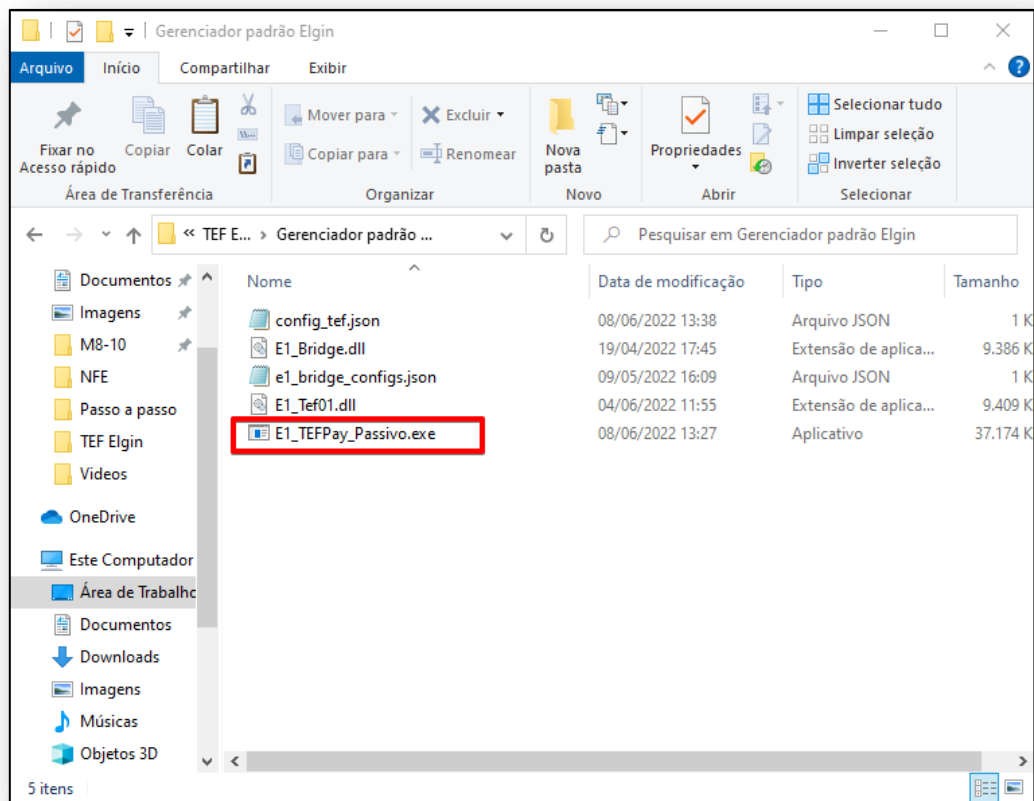 Gerenciador padrão Elgin
Arquivo Início Compartilhar Exibir
Fixar no Acesso rápido
Copiar
Colar
Área de Transferência
Mover para
Copiar para
Excluir
Renomear
Organizar
Nova pasta
Novo
Propriedades
Abrir
Selecionar tudo
Limpar seleção
Inverter seleção
Selecionar
« TEF E... › Gerenciador padrão ...
Pesquisar em Gerenciador padrão Elgin
Documentos
Imagens
M8-10
NFE
Passo a passo
TEF Elgin
Videos
OneDrive
Este Computador
Área de Trabalho
Documentos
Downloads
Imagens
Músicas
Objetos 3D
Nome Data de modificação Tipo Tamanho
config_tef.json 08/06/2022 13:38 Arquivo JSON 1 K
E1_Bridge.dll 19/04/2022 17:45 Extensão de aplica... 9.386 K
e1_bridge_configs.json 09/05/2022 16:09 Arquivo JSON 1 K
E1_Tef01.dll 04/06/2022 11:55 Extensão de aplica... 9.409 K
E1_TEFPay_Passivo.exe 08/06/2022 13:27 Aplicativo 37.174 K
5 itens